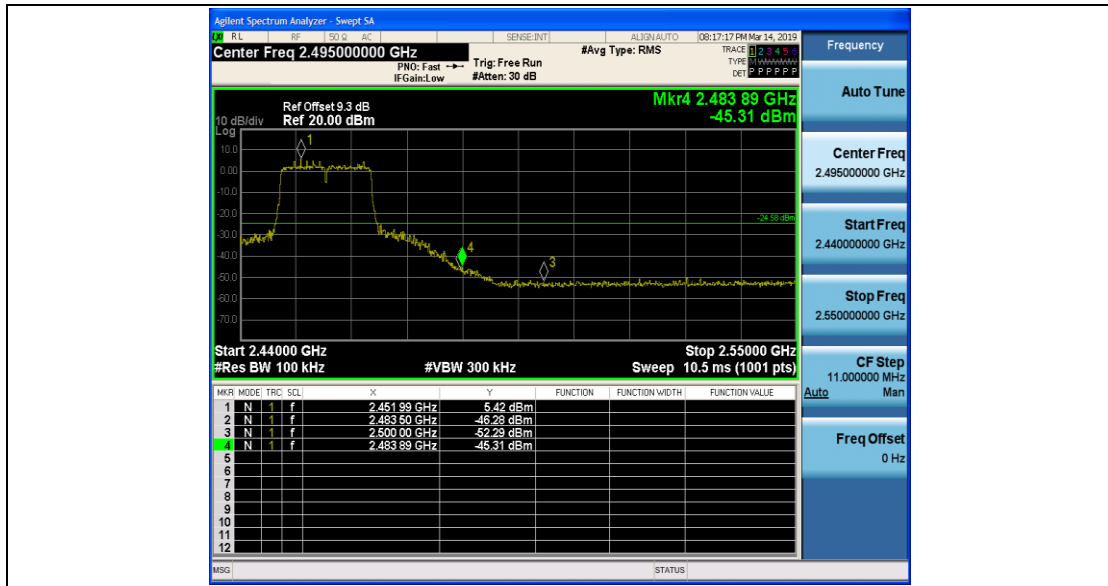 Agilent Spectrum Analyzer - Swept SA
LXI RL RF 50 Ω AC SENSE:INT ALIGNAUTO 08:17:17 PM Mar 14, 2019
Center Freq 2.495000000 GHz
PNO: Fast
IFGain:Low
Trig: Free Run
#Atten: 30 dB
#Avg Type: RMS
TRACE 1 2 3 4 5 6
TYPE M W W W W W
DET P P P P P P
Mkr4 2.483 89 GHz
-45.31 dBm
Ref Offset 9.3 dB
Ref 20.00 dBm
10 dB/div
Log
10.0
0.00
-10.0
-20.0
-30.0
-40.0
-50.0
-60.0
-70.0
1
4
3
-24.58 dBm
Start 2.44000 GHz
Stop 2.55000 GHz
#Res BW 100 kHz
#VBW 300 kHz
Sweep 10.5 ms (1001 pts)
MKR MODE TRC SCL X Y FUNCTION FUNCTION WIDTH FUNCTION VALUE
1 N 1 f 2.451 99 GHz 5.42 dBm
2 N 1 f 2.483 50 GHz -46.28 dBm
3 N 1 f 2.500 00 GHz -52.29 dBm
4 N 1 f 2.483 89 GHz -45.31 dBm
5
6
7
8
9
10
11
12
MSG
STATUS
Frequency
Auto Tune
Center Freq
2.495000000 GHz
Start Freq
2.440000000 GHz
Stop Freq
2.550000000 GHz
CF Step
11.000000 MHz
Auto Man
Freq Offset
0 Hz